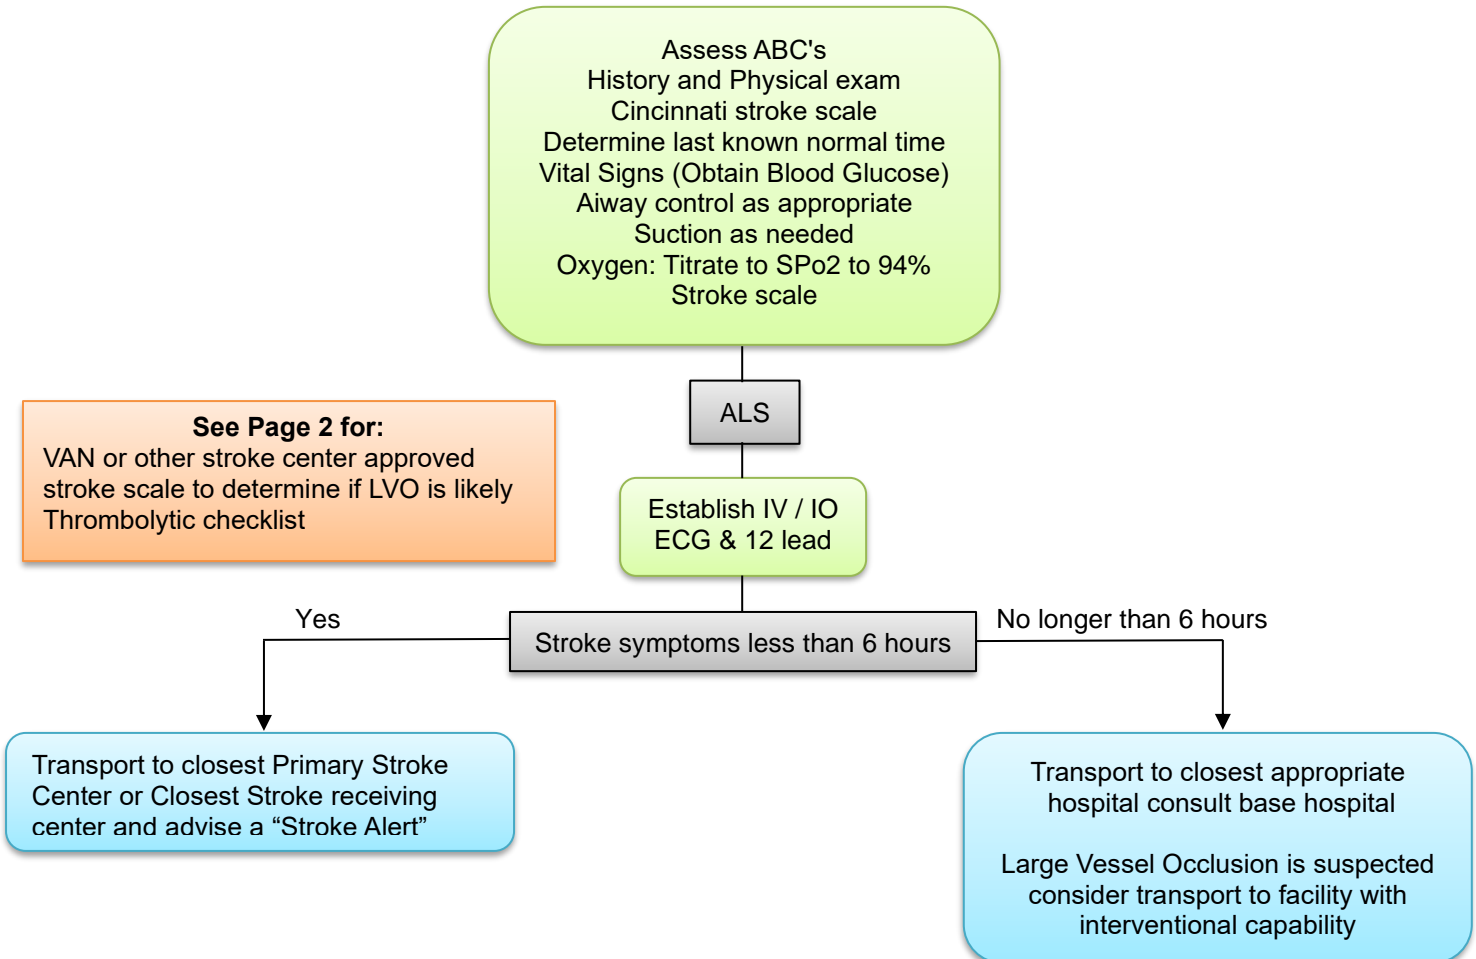 Assess ABC's
History and Physical exam
Cincinnati stroke scale
Determine last known normal time
Vital Signs (Obtain Blood Glucose)
Aiway control as appropriate
Suction as needed
Oxygen: Titrate to SPo2 to 94%
Stroke scale
ALS
See Page 2 for:
VAN or other stroke center approved
stroke scale to determine if LVO is likely
Thrombolytic checklist
Establish IV / IO
ECG & 12 lead
Yes
Stroke symptoms less than 6 hours
No longer than 6 hours
Transport to closest Primary Stroke
Center or Closest Stroke receiving
center and advise a “Stroke Alert”
Transport to closest appropriate
hospital consult base hospital
Large Vessel Occlusion is suspected
consider transport to facility with
interventional capability